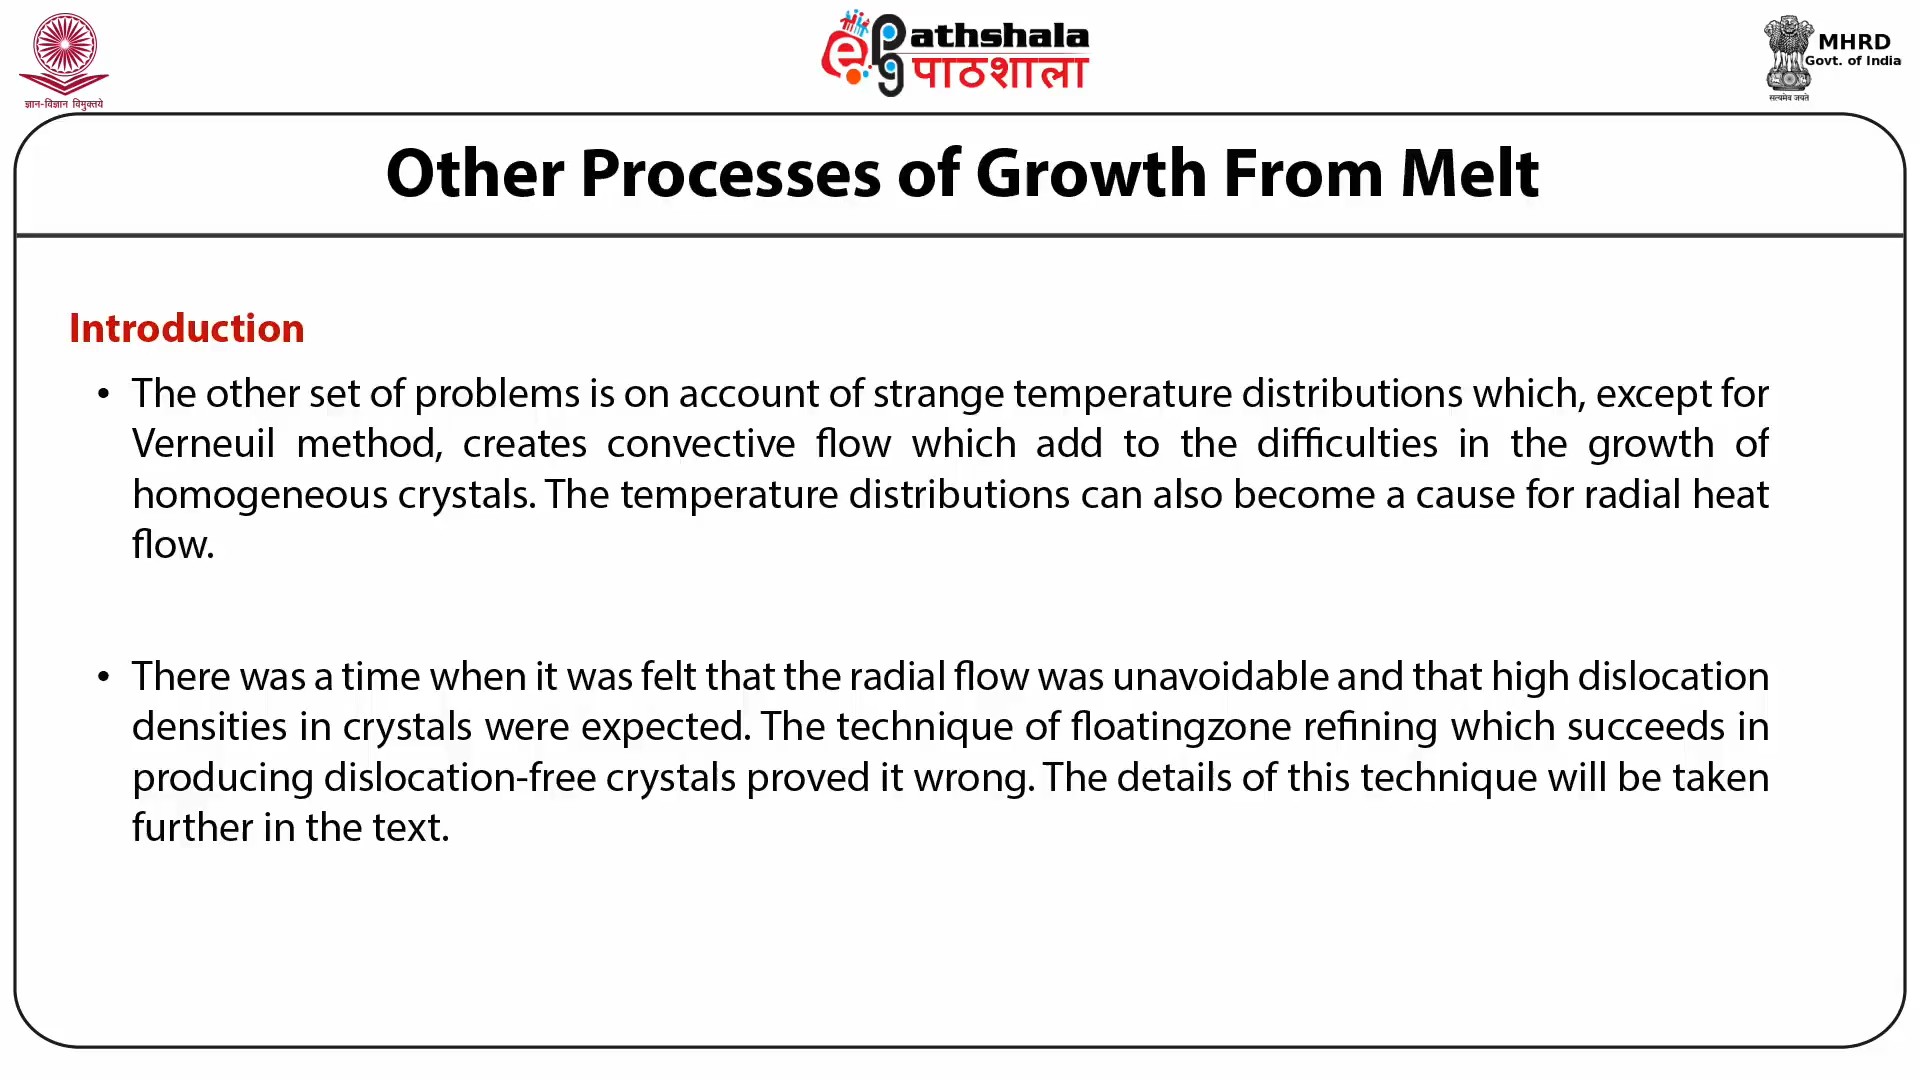 ज्ञान-विज्ञान विमुक्तये
ePathshala
पाठशाला
MHRD
Govt. of India
सत्यमेव जयते
Other Processes of Growth From Melt
Introduction
• The other set of problems is on account of strange temperature distributions which, except for
Verneuil method, creates convective flow which add to the difficulties in the growth of
homogeneous crystals. The temperature distributions can also become a cause for radial heat
flow.
• There was a time when it was felt that the radial flow was unavoidable and that high dislocation
densities in crystals were expected. The technique of floatingzone refining which succeeds in
producing dislocation-free crystals proved it wrong. The details of this technique will be taken
further in the text.